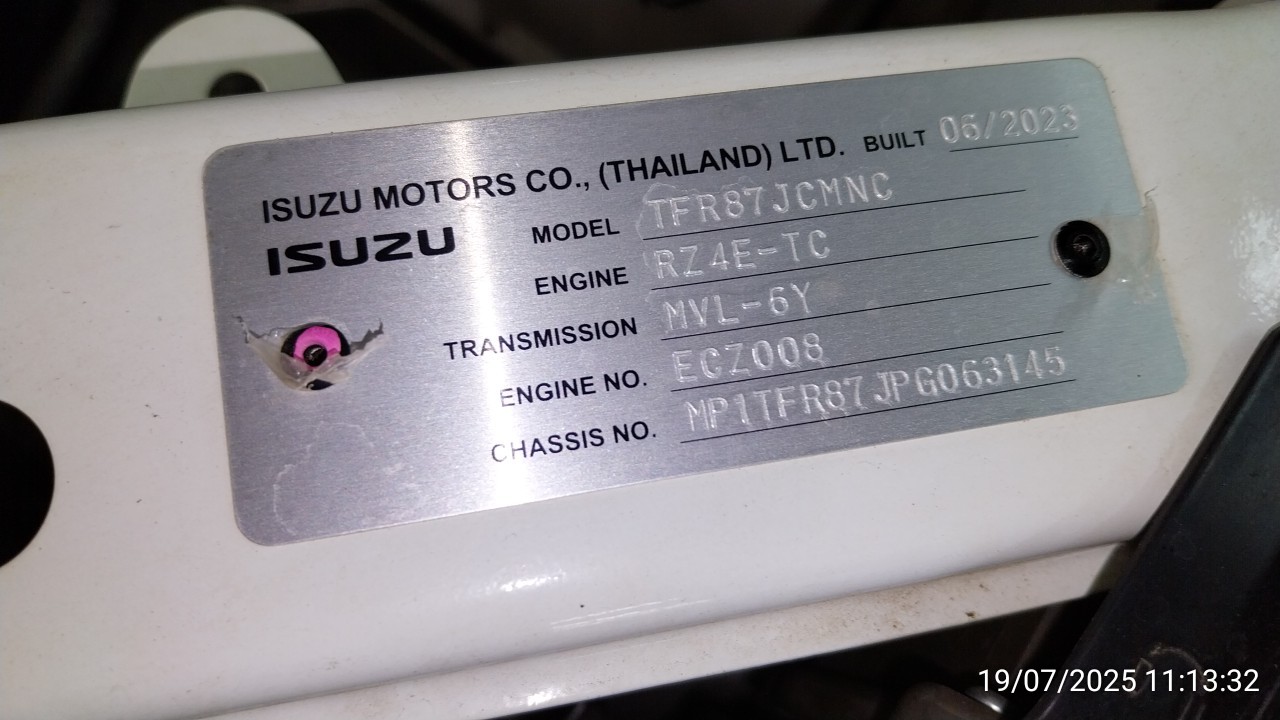 ISUZU MOTORS CO., (THAILAND) LTD. BUILT 06/2023
ISUZU
MODEL TFR87JCMNC
ENGINE RZ4E-TC
TRANSMISSION MVL-6Y
ENGINE NO. ECZ008
CHASSIS NO. MP1TFR87JPG063145
19/07/2025 11:13:32